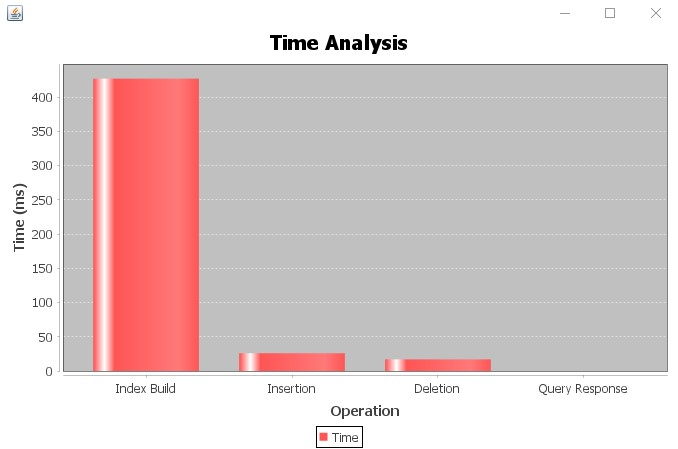 Time Analysis
400
350
300
250
200
150
100
50
0
Time (ms)
Index Build
Insertion
Deletion
Query Response
Operation
Time